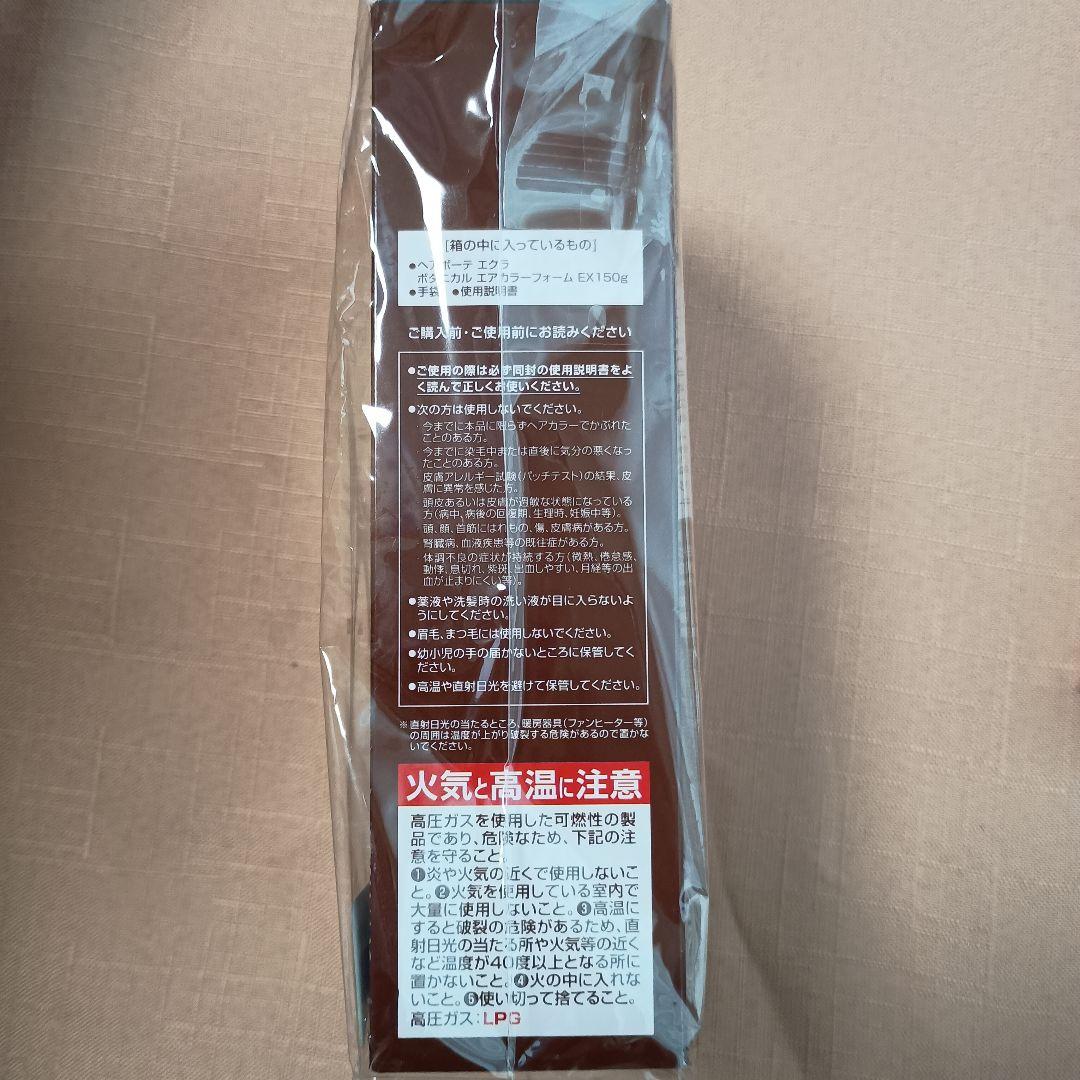 [箱の中に入っているもの]
●ヘアボーテ エクラ
ボタニカル エアカラーフォーム EX150g
●手袋 ●使用説明書
ご購入前・ご使用前にお読みください
●ご使用の際は必ず同封の使用説明書をよ
く読んで正しくお使いください。
●次の方は使用しないでください。
・今までに本品に限らずヘアカラーでかぶれた
ことのある方。
・今までに染毛中または直後に気分の悪くなっ
たことのある方。
・皮膚アレルギー試験(パッチテスト)の結果、皮
膚に異常を感じた方。
・頭皮あるいは皮膚が過敏な状態になっている
方(病中、病後の回復期、生理時、妊娠中等)。
・頭、顔、首筋にはれもの、傷、皮膚病がある方。
・腎臓病、血液疾患等の既往症がある方。
・体調不良の症状が持続する方(微熱、倦怠感、
動悸、息切れ、紫斑、出血しやすい、月経等の出
血が止まりにくい等)。
●薬液や洗髪時の洗い液が目に入らないよ
うにしてください。
●眉毛、まつ毛には使用しないでください。
●幼小児の手の届かないところに保管してく
ださい。
●高温や直射日光を避けて保管してください。
※直射日光の当たるところ、暖房器具(ファンヒーター等)
の周囲は温度が上がり破裂する危険があるので置かな
いでください。
火気と高温に注意
高圧ガスを使用した可燃性の製
品であり、危険なため、下記の注
意を守ること。
❶炎や火気の近くで使用しないこ
と。❷火気を使用している室内で
大量に使用しないこと。❸高温に
すると破裂の危険があるため、直
射日光の当たる所や火気等の近く
など温度が40度以上となる所に
置かないこと。❹火の中に入れな
いこと。❺使い切って捨てること。
高圧ガス:LPG